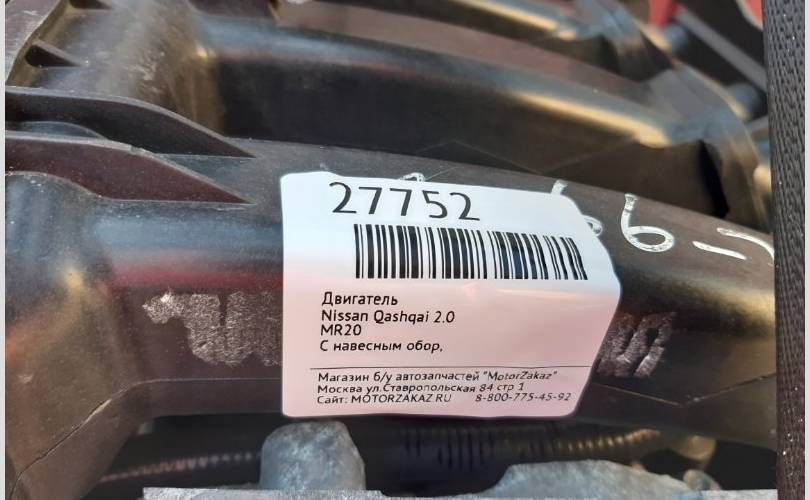 27752
Двигатель
Nissan Qashqai 2.0
MR20
С навесным обор,
Магазин б/у автозапчастей "MotorZakaz"
Москва ул.Ставропольская 84 стр 1
Сайт: MOTORZAKAZ.RU 8-800-775-45-92